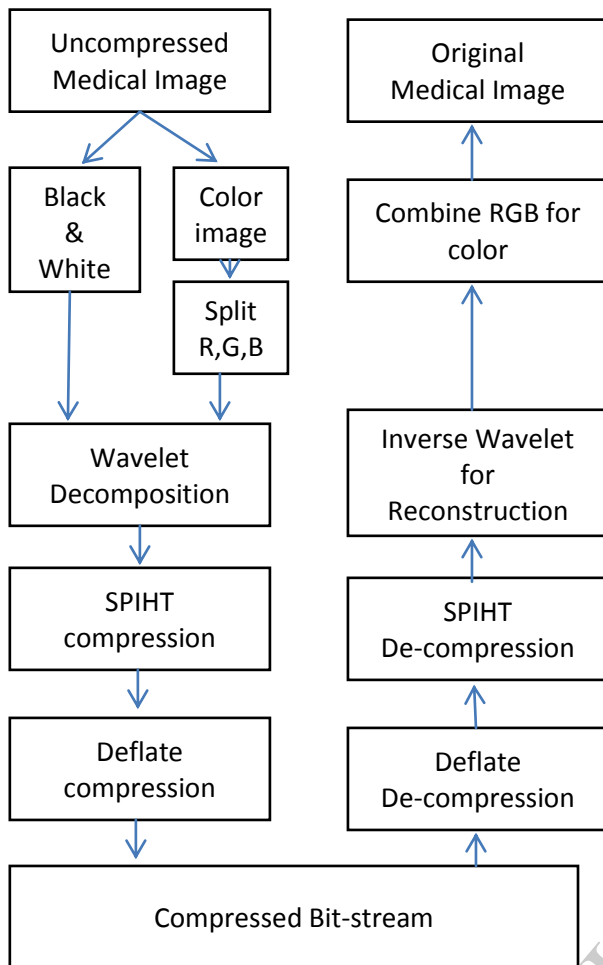 Uncompressed
Medical Image
Black
&
White
Color
image
Split
R,G,B
Wavelet
Decomposition
SPIHT
compression
Deflate
compression
Compressed Bit-stream
Original
Medical Image
Combine RGB for
color
Inverse Wavelet
for
Reconstruction
SPIHT
De-compression
Deflate
De-compression